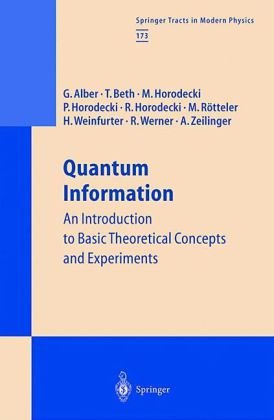 Springer Tracts in Modern Physics
173
G. Alber · T. Beth · M. Horodecki
P. Horodecki · R. Horodecki · M. Rötteler
H. Weinfurter · R. Werner · A. Zeilinger
Quantum
Information
An Introduction
to Basic Theoretical Concepts
and Experiments
Springer